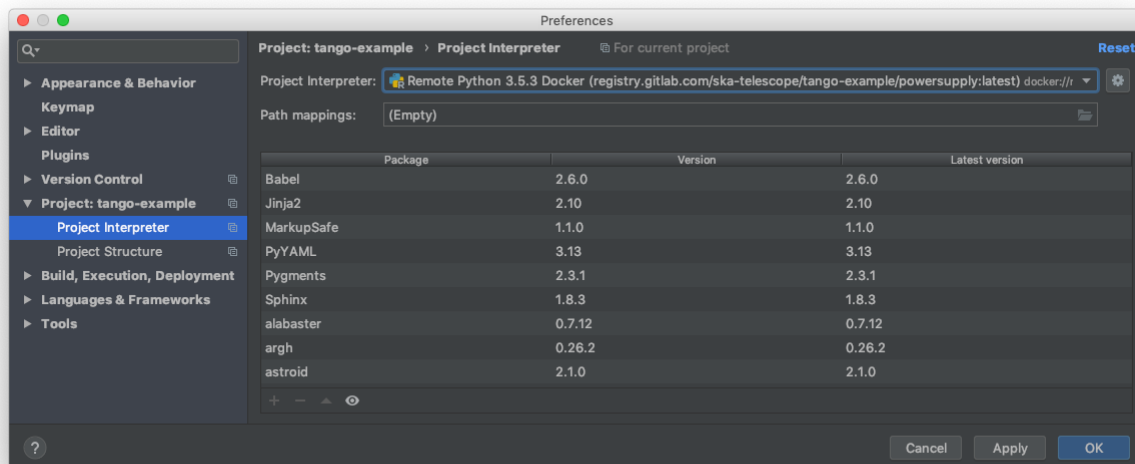 Preferences
Project: tango-example › Project Interpreter For current project Reset
Appearance & Behavior
Keymap
Editor
Plugins
Version Control
Project: tango-example
Project Interpreter
Project Structure
Build, Execution, Deployment
Languages & Frameworks
Tools
Project Interpreter: Remote Python 3.5.3 Docker (registry.gitlab.com/ska-telescope/tango-example/powersupply:latest) docker://r
Path mappings: (Empty)
Package Version Latest version
Babel 2.6.0 2.6.0
Jinja2 2.10 2.10
MarkupSafe 1.1.0 1.1.0
PyYAML 3.13 3.13
Pygments 2.3.1 2.3.1
Sphinx 1.8.3 1.8.3
alabaster 0.7.12 0.7.12
argh 0.26.2 0.26.2
astroid 2.1.0 2.1.0
? Cancel Apply OK